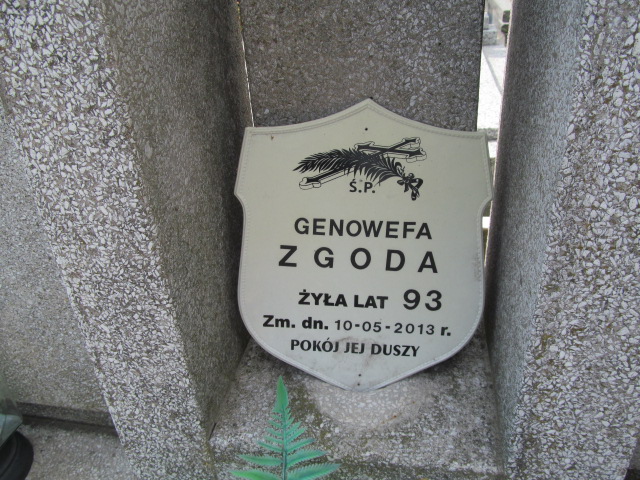 Ś.P.
GENOWEFA
ZGODA
ŻYŁA LAT 93
Zm. dn. 10-05-2013 r.
POKÓJ JEJ DUSZY